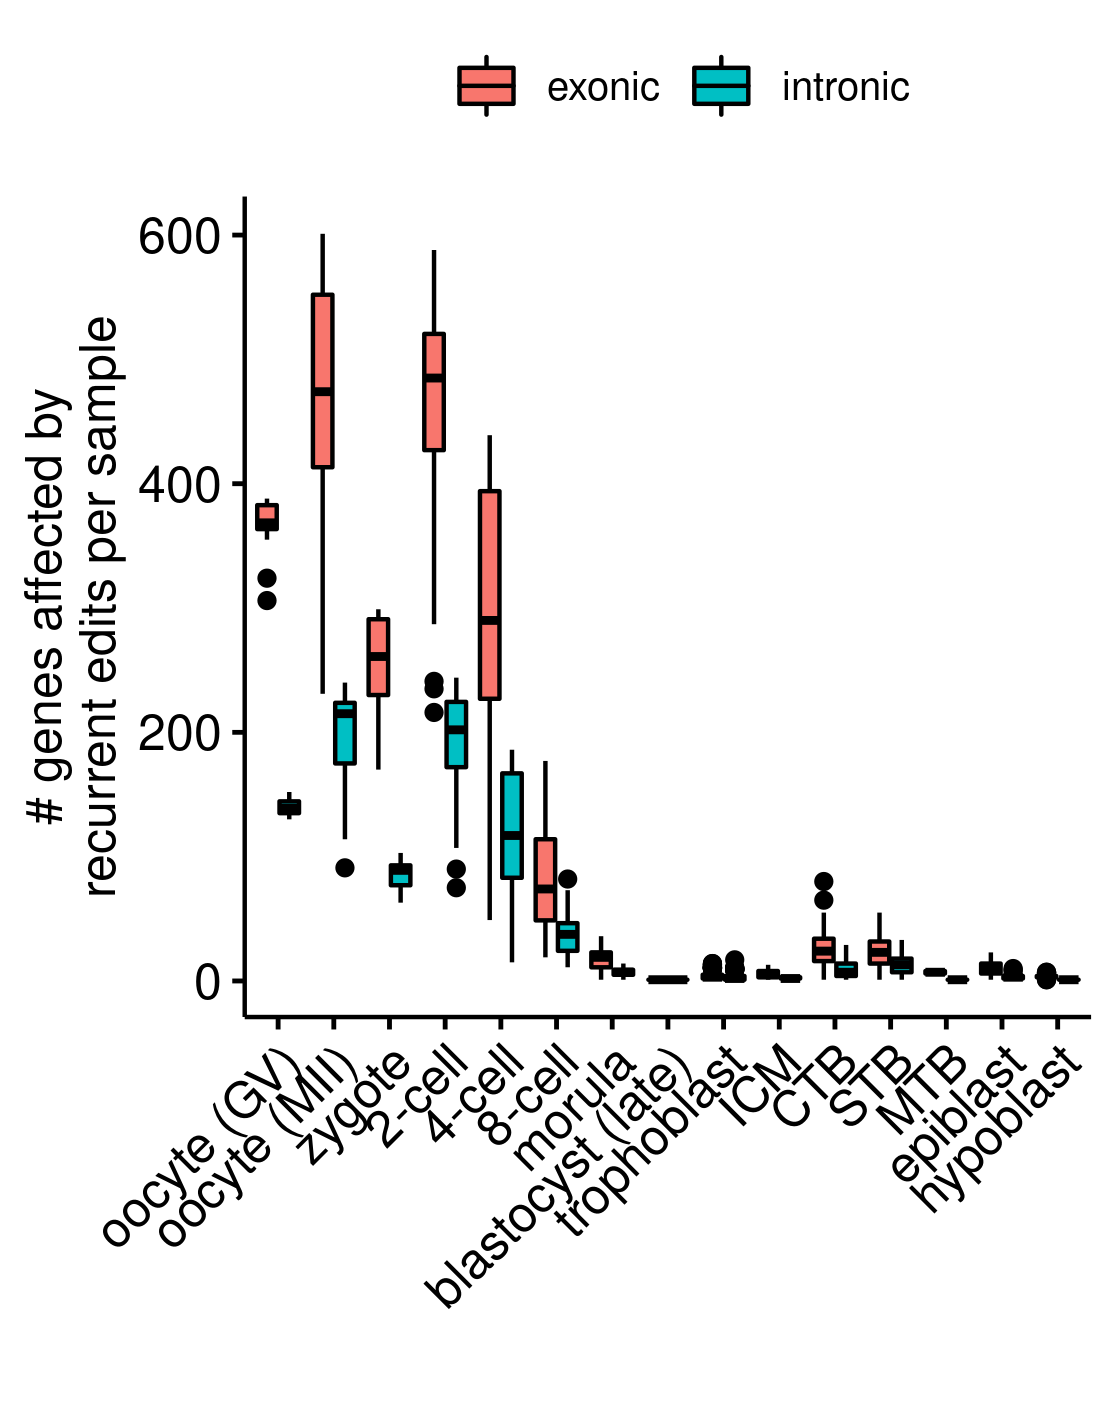 exonic intronic
# genes affected by
recurrent edits per sample
600
400
200
0
oocyte (GV)
oocyte (MII)
zygote
2-cell
4-cell
8-cell
morula
blastocyst (late)
trophoblast
ICM
CTB
STB
MTB
epiblast
hypoblast